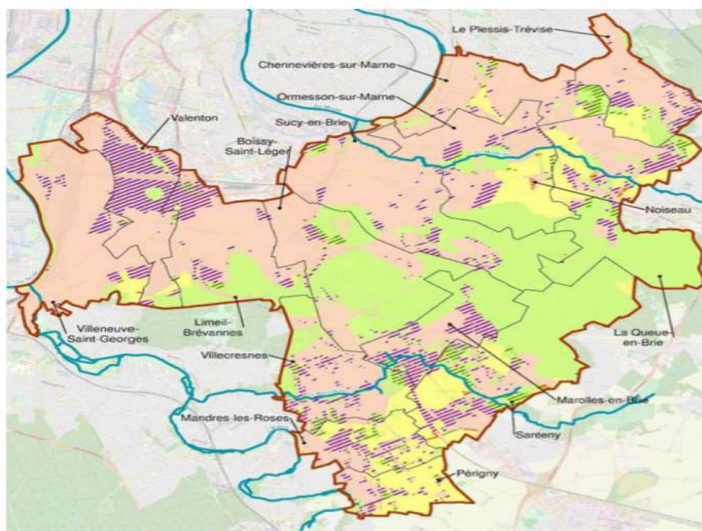 Le Plessis-Trévise
Chennevières-sur-Marne
Ormesson-sur-Marne
Sucy-en-Brie
Valenton
Boissy-
Saint-Léger
Noiseau
Villeneuve-
Saint-Georges
Limeil-
Brévannes
La Queue-
en-Brie
Villecresnes
Marolles-en-Brie
Mandres-les-Roses
Santeny
Périgny